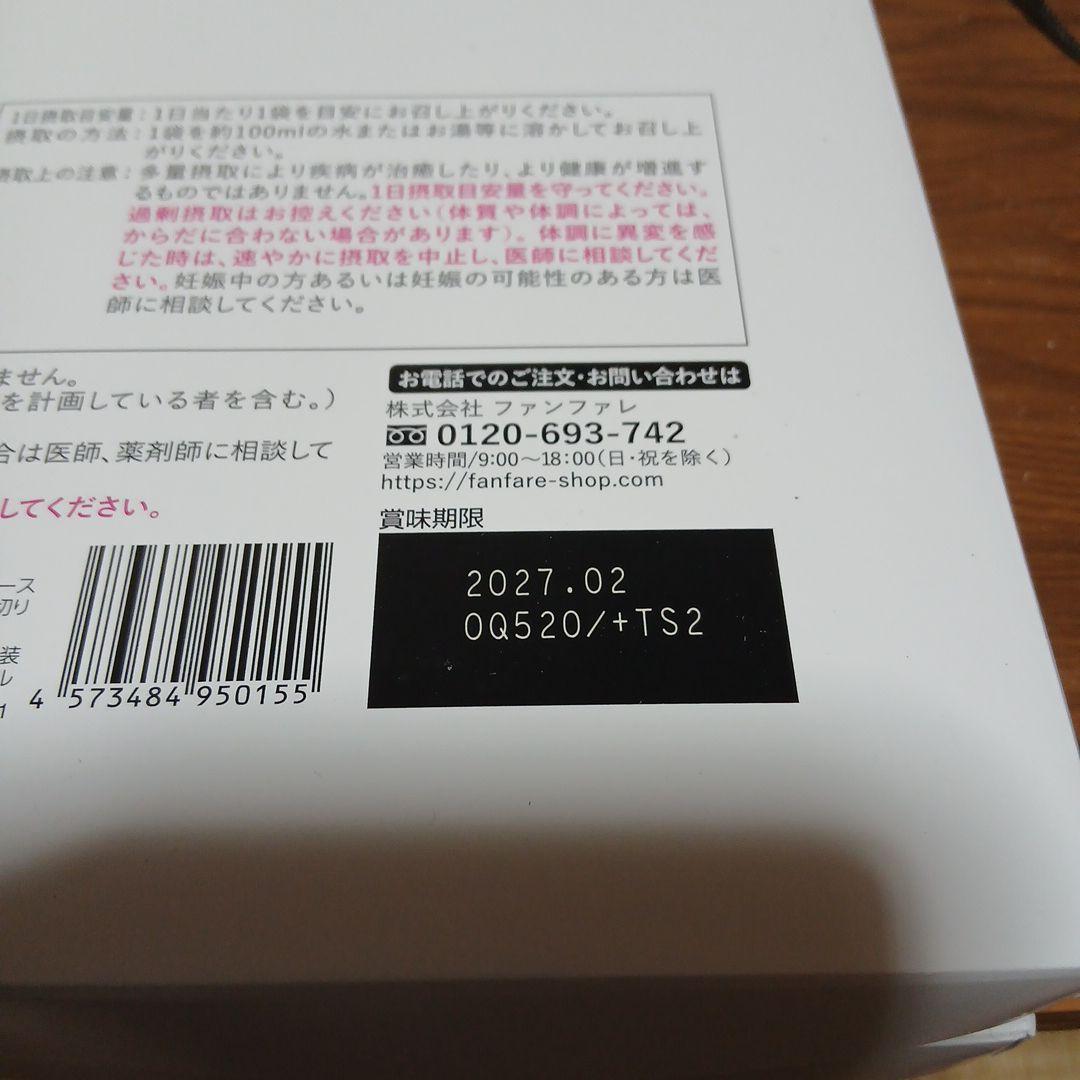 1日摂取目安量：1日当たり1袋を目安にお召し上がりください。
摂取の方法：1袋を約100mlの水またはお湯等に溶かしてお召し上
がりください。
摂取上の注意：多量摂取により疾病が治癒したり、より健康が増進す
るものではありません。1日摂取目安量を守ってください。
過剰摂取はお控えください（体質や体調によっては、
からだに合わない場合があります）。体調に異変を感
じた時は、速やかに摂取を中止し、医師に相談してくだ
さい。妊娠中の方あるいは妊娠の可能性のある方は医
師に相談してください。
ません。
を計画している者を含む。）
合は医師、薬剤師に相談して
してください。
お電話でのご注文・お問い合わせは
株式会社 ファンファレ
0120-693-742
営業時間/9:00～18:00（日・祝を除く）
https://fanfare-shop.com
賞味期限
2027.02
0Q520/+TS2
ース
切り
装
ル
1
4 573484 950155